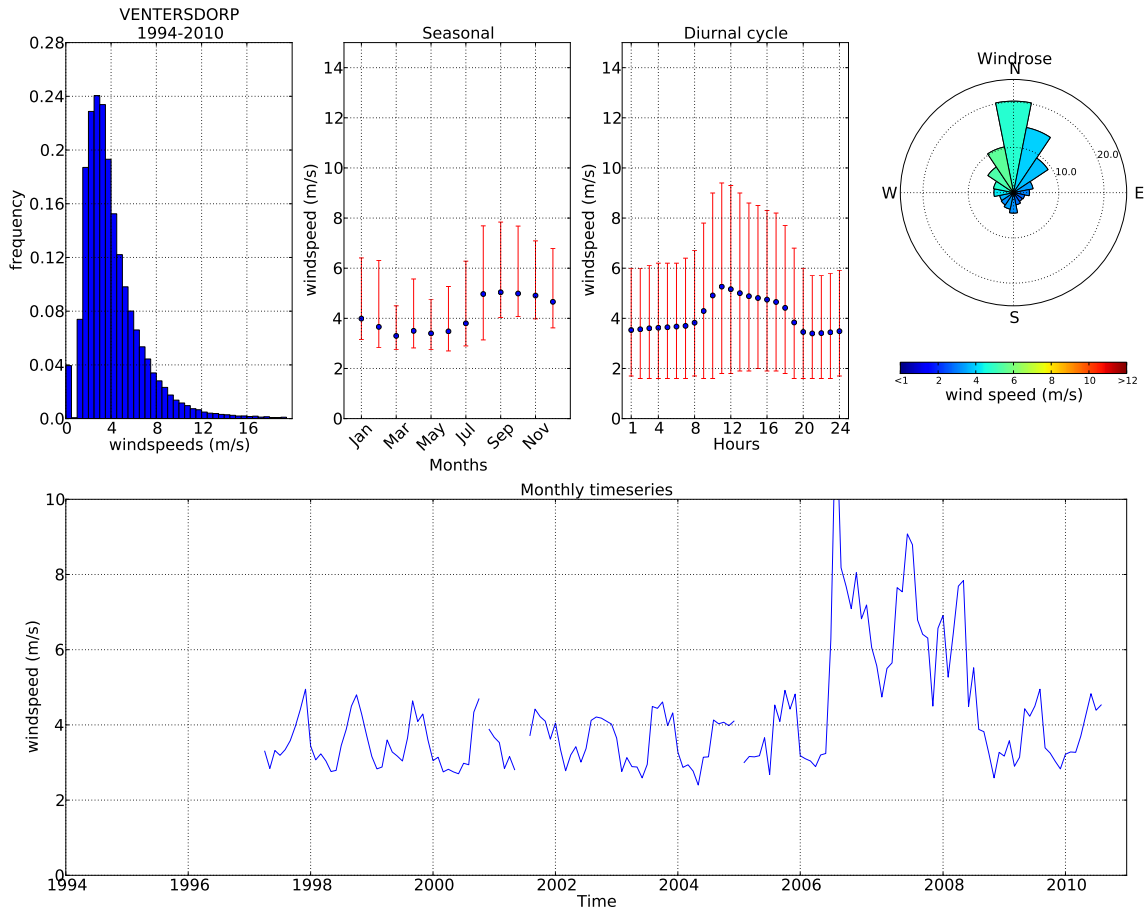 VENTERSDORP
1994-2010
0.28
0.24
0.2
0.16
0.12
0.08
0.04
0.0
frequency
0 4 8 12 16
windspeeds (m/s)
Seasonal
14
12
10
8
6
4
2
0
windspeed (m/s)
Jan Mar May Jul Sep Nov
Months
Diurnal cycle
14
12
10
8
6
4
2
0
windspeed (m/s)
1 4 8 12 16 20 24
Hours
Windrose
N
W
E
S
10.0
20.0
<1 2 4 6 8 10 >12
wind speed (m/s)
Monthly timeseries
10
8
6
4
2
0
windspeed (m/s)
1994 1996 1998 2000 2002 2004 2006 2008 2010
Time